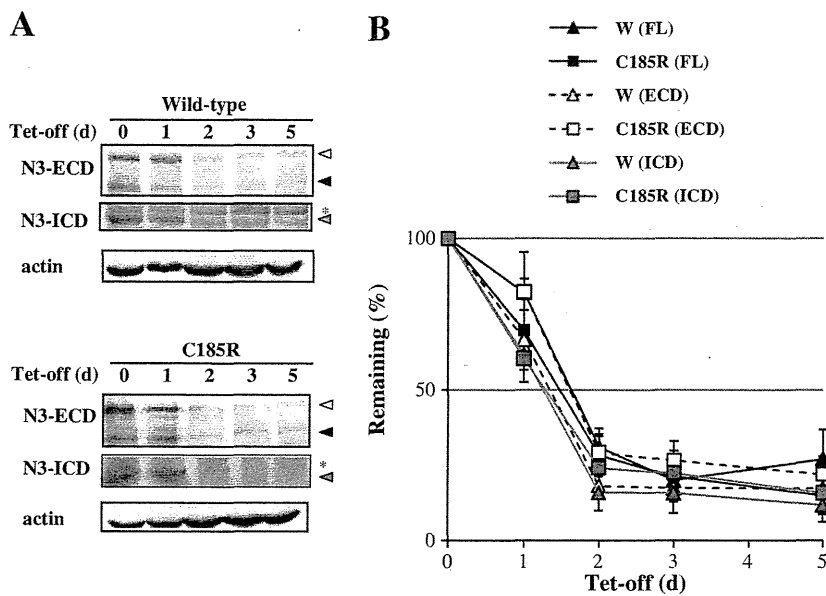 A
Wild-type
Tet-off (d) 0 1 2 3 5
N3-ECD
N3-ICD
*
actin
C185R
Tet-off (d) 0 1 2 3 5
N3-ECD
N3-ICD
*
actin
B
W (FL)
C185R (FL)
W (ECD)
C185R (ECD)
W (ICD)
C185R (ICD)
100
50
0
Remaining (%)
0 1 2 3 4 5
Tet-off (d)